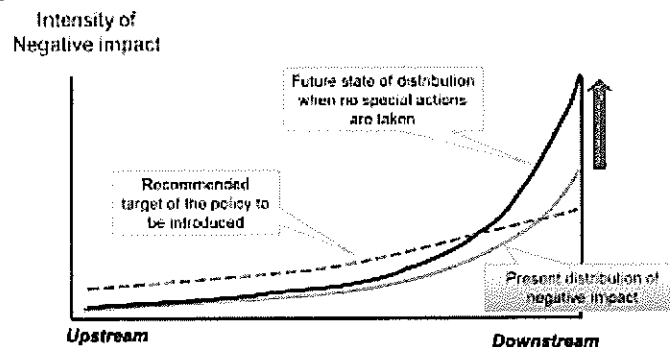 Intensity of
Negative impact
Future state of distribution
when no special actions
are taken
Recommended
target of the policy to
be introduced
Present distribution of
negative impact
Upstream
Downstream